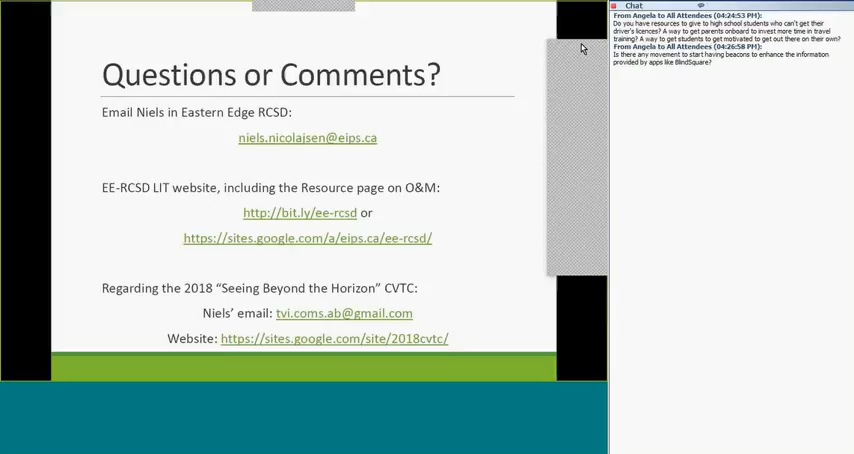 Questions or Comments?
Email Niels in Eastern Edge RCSD:
niels.nicolajsen@eips.ca
EE-RCSD LIT website, including the Resource page on O&M:
http://bit.ly/ee-rcsd or
https://sites.google.com/a/eips.ca/ee-rcsd/
Regarding the 2018 “Seeing Beyond the Horizon” CVTC:
Niels’ email: tvi.coms.ab@gmail.com
Website: https://sites.google.com/site/2018cvtc/
Chat
From Angela to All Attendees (04:24:53 PM):
Do you have resources to give to high school students who can't get their
driver's licences? A way to get parents onboard to invest more time in travel
training? A way to get students to get motivated to get out there on their own?
From Angela to All Attendees (04:26:58 PM):
Is there any movement to start having beacons to enhance the information
provided by apps like BlindSquare?